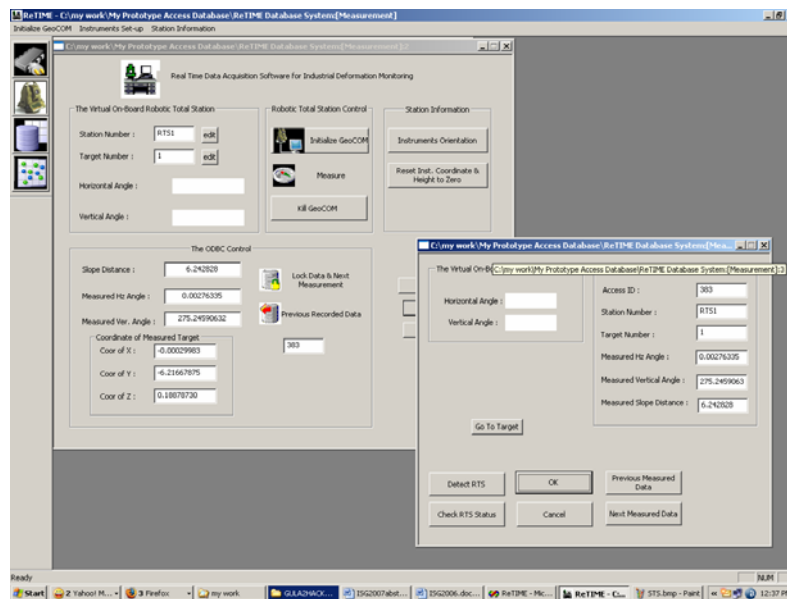 ReTIME - C:\my work\My Prototype Access Database\ReTIME Database System:[Measurement]
Initialize GeoCOM Instruments Set-up Station Information
C:\my work\My Prototype Access Database\ReTIME Database System:[Measurement]:2
Real Time Data Acquisition Software for Industrial Deformation Monitoring
The Virtual On-Board Robotic Total Station
Station Number : RTS1 edit
Target Number : 1 edit
Horizontal Angle :
Vertical Angle :
Robotic Total Station Control
Initialize GeoCOM
Measure
Kill GeoCOM
Station Information
Instruments Orientation
Reset Inst. Coordinate &
Height to Zero
The ODBC Control
Slope Distance : 6.242828
Measured Hz Angle : 0.00276335
Measured Ver. Angle : 275.24590632
Lock Data & Next
Measurement
Previous Recorded Data
383
Coordinate of Measured Target
Coor of X : -0.00029983
Coor of Y : -6.21667875
Coor of Z : 0.18878730
C:\my work\My Prototype Access Database\ReTIME Database System:[Mea...
The Virtual On-B
C:\my work\My Prototype Access Database\ReTIME Database System:[Measurement]:3
Horizontal Angle :
Vertical Angle :
Access ID : 383
Station Number : RTS1
Target Number : 1
Measured Hz Angle : 0.00276335
Measured Vertical Angle : 275.2459063
Measured Slope Distance : 6.242828
Go To Target
Detect RTS OK Previous Measured
Data
Check RTS Status Cancel Next Measured Data
Ready NUM
Start 2 Yahoo! M... 3 Firefox my work GULA2HACK... ISG2007abst... ISG2006.doc... ReTIME - Mic... ReTIME - C:... STS.bmp - Paint 12:37 PM